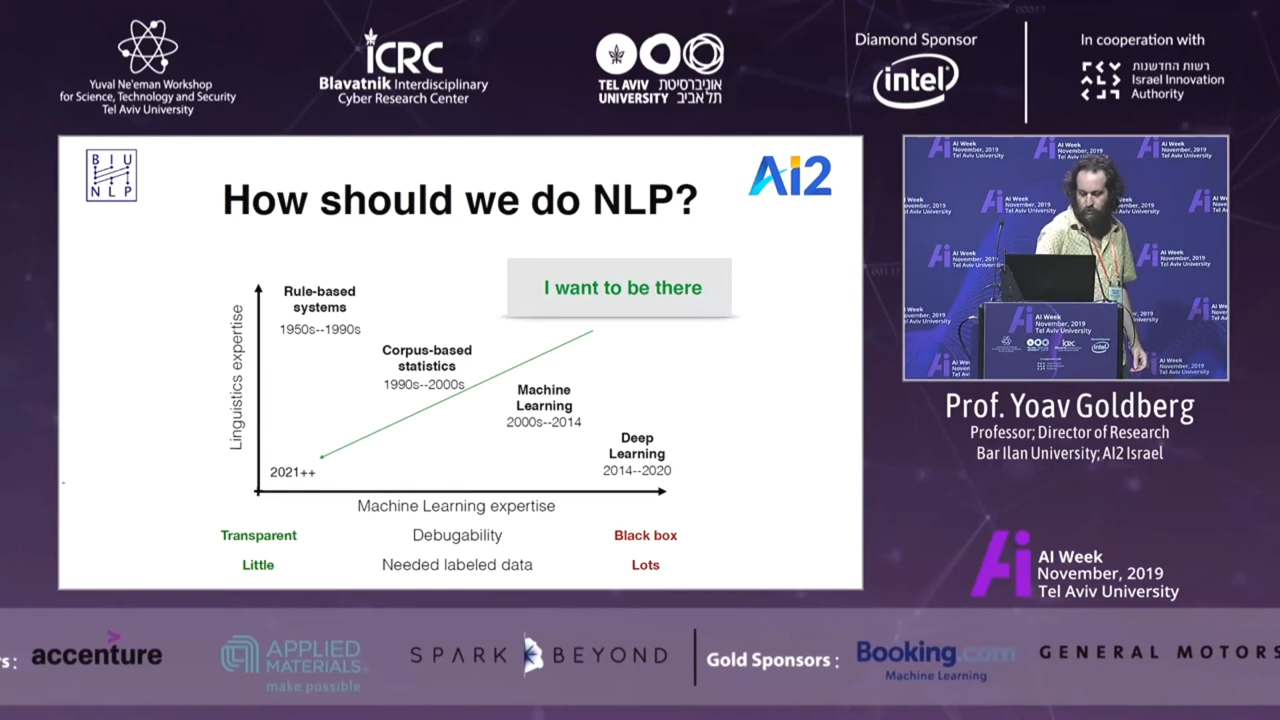 Yuval Ne'eman Workshop
for Science, Technology and Security
Tel Aviv University
iCRC
Blavatnik Interdisciplinary
Cyber Research Center
TEL AVIV אוניברסיטת
UNIVERSITY תל אביב
Diamond Sponsor
intel
In cooperation with
רשות החדשנות
Israel Innovation
Authority
BIU
NLP
Ai2
How should we do NLP?
I want to be there
Linguistics expertise
Rule-based
systems
1950s--1990s
Corpus-based
statistics
1990s--2000s
Machine
Learning
2000s--2014
Deep
Learning
2014--2020
2021++
Machine Learning expertise
Transparent Debugability Black box
Little Needed labeled data Lots
AI Week
November, 2019
Tel Aviv University
Prof. Yoav Goldberg
Professor; Director of Research
Bar Ilan University; AI2 Israel
Ai
AI Week
November, 2019
Tel Aviv University
s:
accenture
APPLIED
MATERIALS
make possible
SPARK BEYOND
Gold Sponsors :
Booking.com
Machine Learning
GENERAL MOTORS